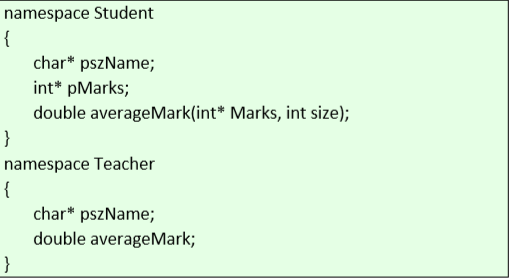 namespace Student
{
char* pszName;
int* pMarks;
double averageMark(int* Marks, int size);
}
namespace Teacher
{
char* pszName;
double averageMark;
}